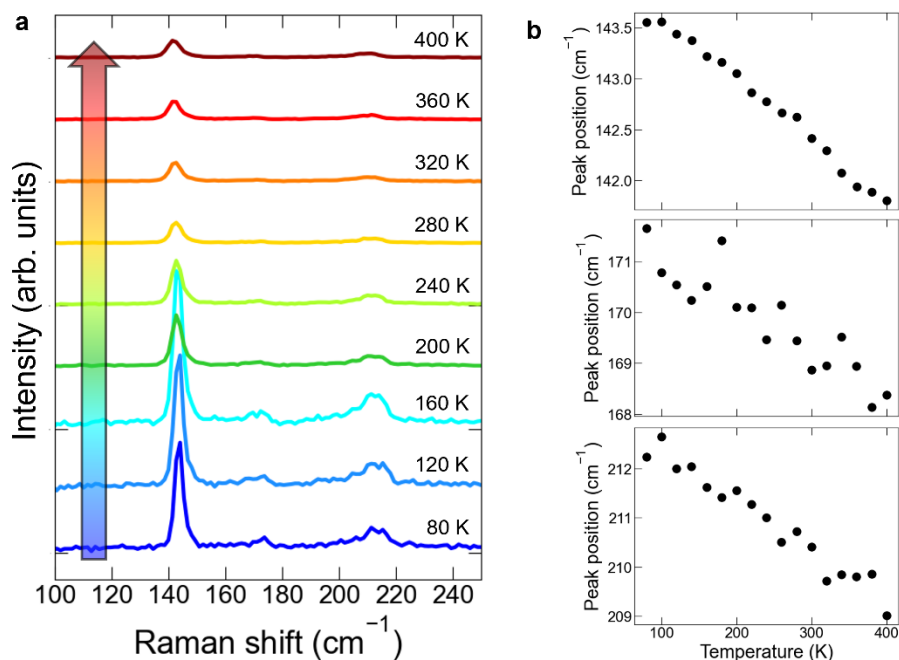 a
400 K
360 K
320 K
280 K
240 K
200 K
160 K
120 K
80 K
Intensity (arb. units)
100 120 140 160 180 200 220 240
Raman shift (cm⁻¹)
b
Peak position (cm⁻¹)
143.5
143.0
142.5
142.0
Peak position (cm⁻¹)
171
170
169
168
Peak position (cm⁻¹)
212
211
210
209
100 200 300 400
Temperature (K)